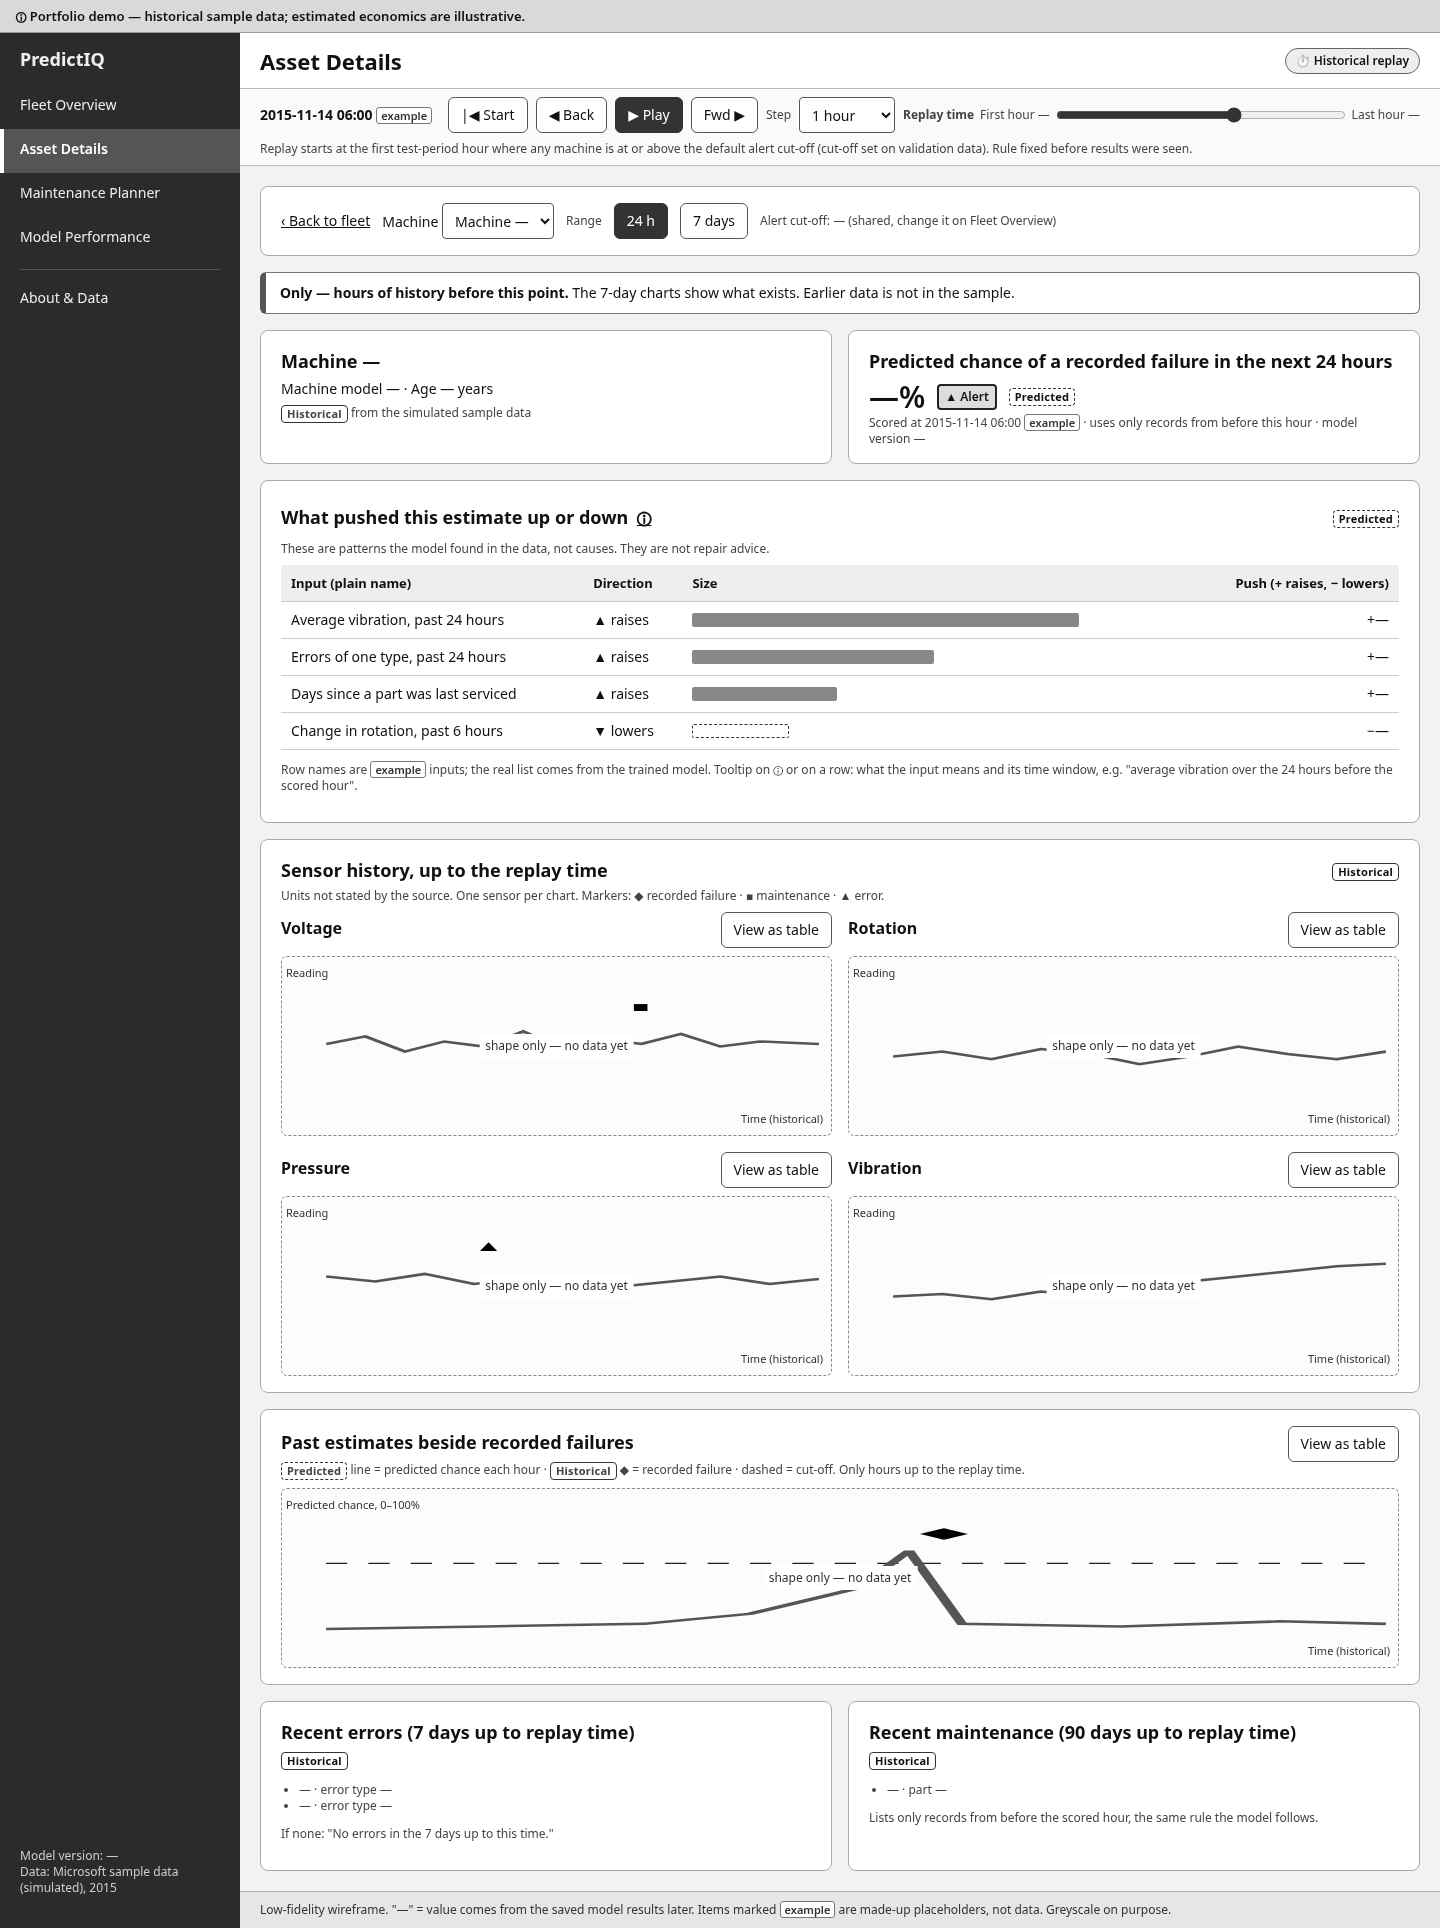 ⓘ Portfolio demo — historical sample data; estimated economics are illustrative.
PredictIQ
Fleet Overview
Asset Details
Maintenance Planner
Model Performance
About & Data
Model version: —
Data: Microsoft sample data
(simulated), 2015
Asset Details
⏱ Historical replay
2015-11-14 06:00 example |◀ Start ◀ Back ▶ Play Fwd ▶ Step 1 hour Replay time First hour — Last hour —
Replay starts at the first test-period hour where any machine is at or above the default alert cut-off (cut-off set on validation data). Rule fixed before results were seen.
‹ Back to fleet Machine Machine — Range 24 h 7 days Alert cut-off: — (shared, change it on Fleet Overview)
Only — hours of history before this point. The 7-day charts show what exists. Earlier data is not in the sample.
Machine —
Machine model — · Age — years
Historical from the simulated sample data
Predicted chance of a recorded failure in the next 24 hours
—% ▲ Alert Predicted
Scored at 2015-11-14 06:00 example · uses only records from before this hour · model
version —
What pushed this estimate up or down ⓘ Predicted
These are patterns the model found in the data, not causes. They are not repair advice.
Input (plain name) Direction Size Push (+ raises, − lowers)
Average vibration, past 24 hours ▲ raises +—
Errors of one type, past 24 hours ▲ raises +—
Days since a part was last serviced ▲ raises +—
Change in rotation, past 6 hours ▼ lowers −—
Row names are example inputs; the real list comes from the trained model. Tooltip on ⓘ or on a row: what the input means and its time window, e.g. "average vibration over the 24 hours before the
scored hour".
Sensor history, up to the replay time Historical
Units not stated by the source. One sensor per chart. Markers: ◆ recorded failure · ■ maintenance · ▲ error.
Voltage View as table
Reading
shape only — no data yet
Time (historical)
Rotation View as table
Reading
shape only — no data yet
Time (historical)
Pressure View as table
Reading
shape only — no data yet
Time (historical)
Vibration View as table
Reading
shape only — no data yet
Time (historical)
Past estimates beside recorded failures View as table
Predicted line = predicted chance each hour · Historical ◆ = recorded failure · dashed = cut-off. Only hours up to the replay time.
Predicted chance, 0–100%
shape only — no data yet
Time (historical)
Recent errors (7 days up to replay time)
Historical
• — · error type —
• — · error type —
If none: "No errors in the 7 days up to this time."
Recent maintenance (90 days up to replay time)
Historical
• — · part —
Lists only records from before the scored hour, the same rule the model follows.
Low-fidelity wireframe. "—" = value comes from the saved model results later. Items marked example are made-up placeholders, not data. Greyscale on purpose.